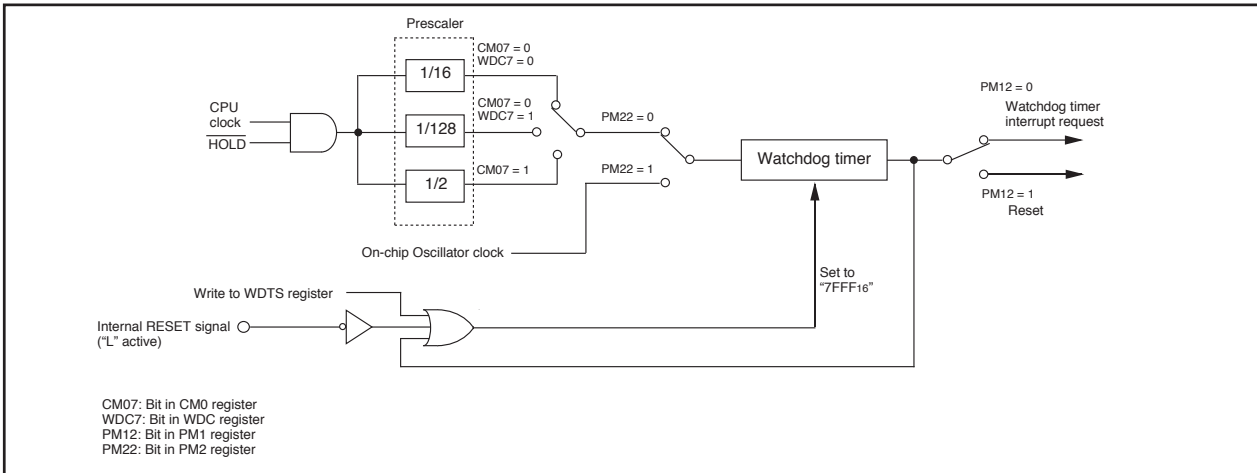 Prescaler
CM07 = 0
WDC7 = 0
1/16
PM12 = 0
Watchdog timer
interrupt request
CPU
clock
HOLD
CM07 = 0
WDC7 = 1
1/128
PM22 = 0
Watchdog timer
CM07 = 1
1/2
PM22 = 1
PM12 = 1
Reset
On-chip Oscillator clock
Set to
“7FFF16”
Write to WDTS register
Internal RESET signal
(“L” active)
CM07: Bit in CM0 register
WDC7: Bit in WDC register
PM12: Bit in PM1 register
PM22: Bit in PM2 register